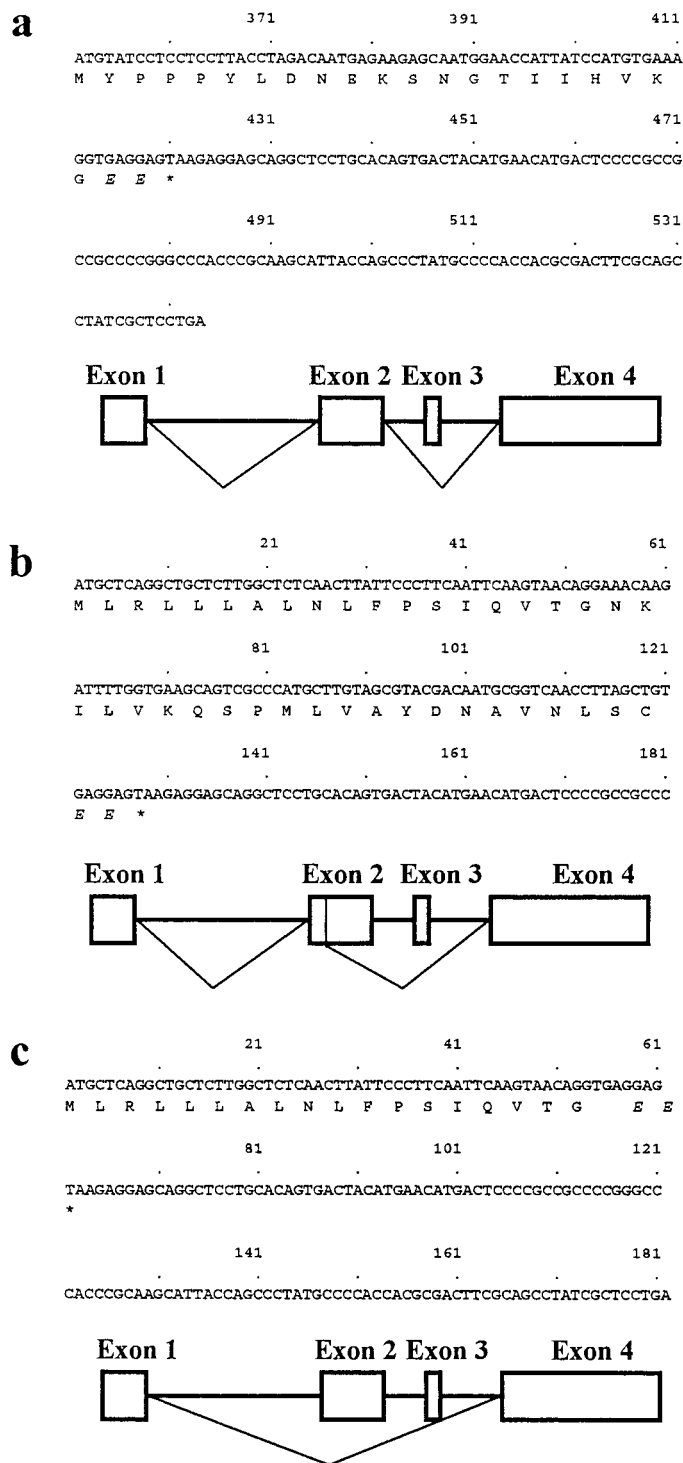 a
371 391 411
ATGTATCCTCCTCCTTACCTAGACAATGAGAAGAGCAATGGAACCATTATCCATGTGAAA
M Y P P P Y L D N E K S N G T I I H V K
431 451 471
GGTGAGGAGTAAGAGGAGCAGGCTCCTGCACAGTGACTACATGAACATGACTCCCCGCCG
G E E *
491 511 531
CCGCCCCGGGCCCACCCGCAAGCATTACCAGCCCTATGCCCCACCACGCGACTTCGCAGC
CTATCGCTCCTGA
Exon 1 Exon 2 Exon 3 Exon 4
b
21 41 61
ATGCTCAGGCTGCTCTTGGCTCTCAACTTATTCCCTTCAATTCAAGTAACAGGAAACAAG
M L R L L L A L N L F P S I Q V T G N K
81 101 121
ATTTTGGTGAAGCAGTCGCCCATGCTTGTAGCGTACGACAATGCGGTCAACCTTAGCTGT
I L V K Q S P M L V A Y D N A V N L S C
141 161 181
GAGGAGTAAGAGGAGCAGGCTCCTGCACAGTGACTACATGAACATGACTCCCCGCCGCCC
E E *
Exon 1 Exon 2 Exon 3 Exon 4
c
21 41 61
ATGCTCAGGCTGCTCTTGGCTCTCAACTTATTCCCTTCAATTCAAGTAACAGGTGAGGAG
M L R L L L A L N L F P S I Q V T G E E
81 101 121
TAAGAGGAGCAGGCTCCTGCACAGTGACTACATGAACATGACTCCCCGCCGCCCCGGGCC
*
141 161 181
CACCCGCAAGCATTACCAGCCCTATGCCCCACCACGCGACTTCGCAGCCTATCGCTCCTGA
Exon 1 Exon 2 Exon 3 Exon 4